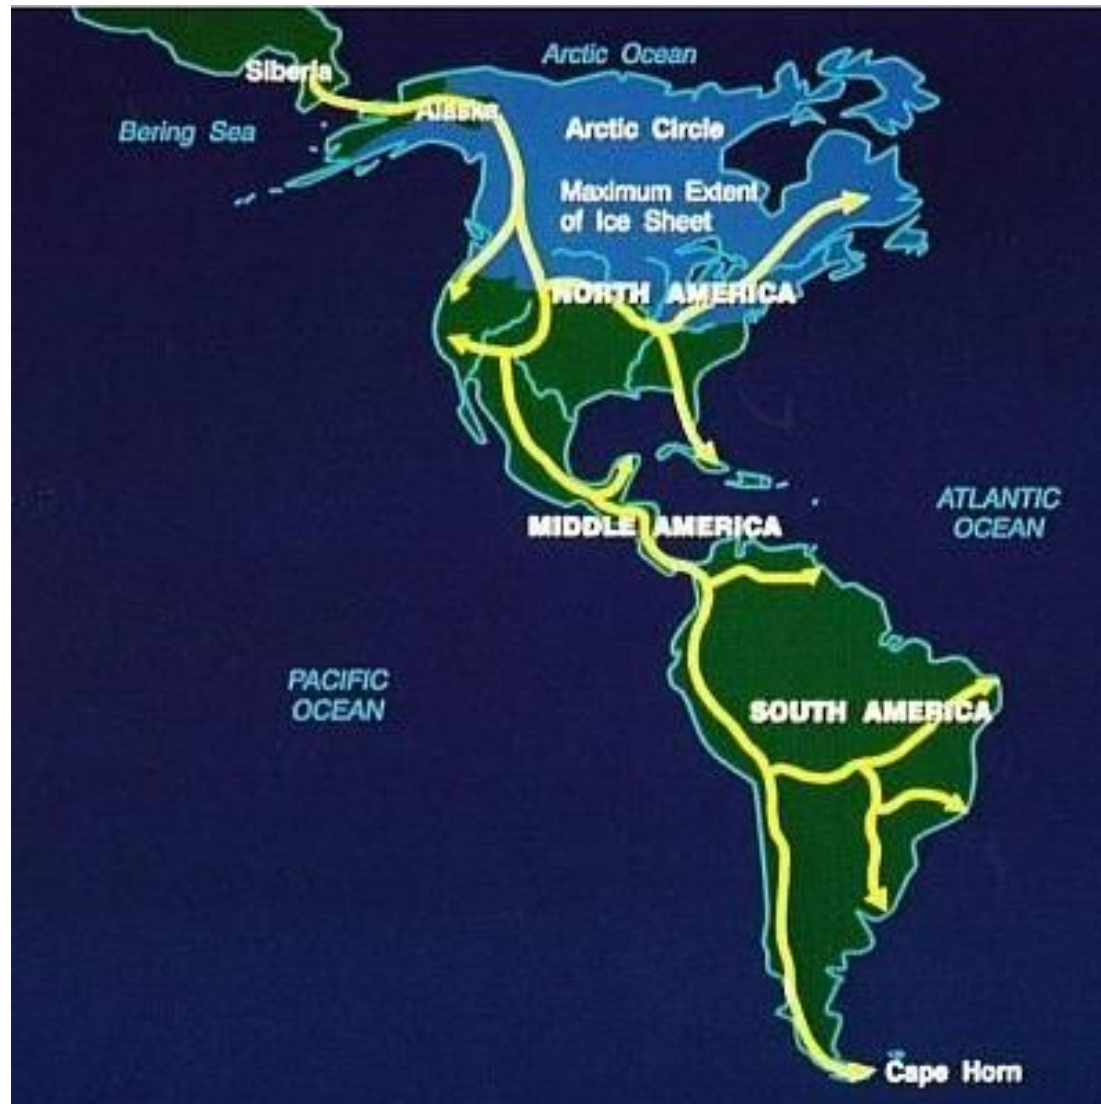 Arctic Ocean
Siberia
Alaska
Bering Sea
Arctic Circle
Maximum Extent
of Ice Sheet
NORTH AMERICA
ATLANTIC
OCEAN
MIDDLE AMERICA
PACIFIC
OCEAN
SOUTH AMERICA
Cape Horn